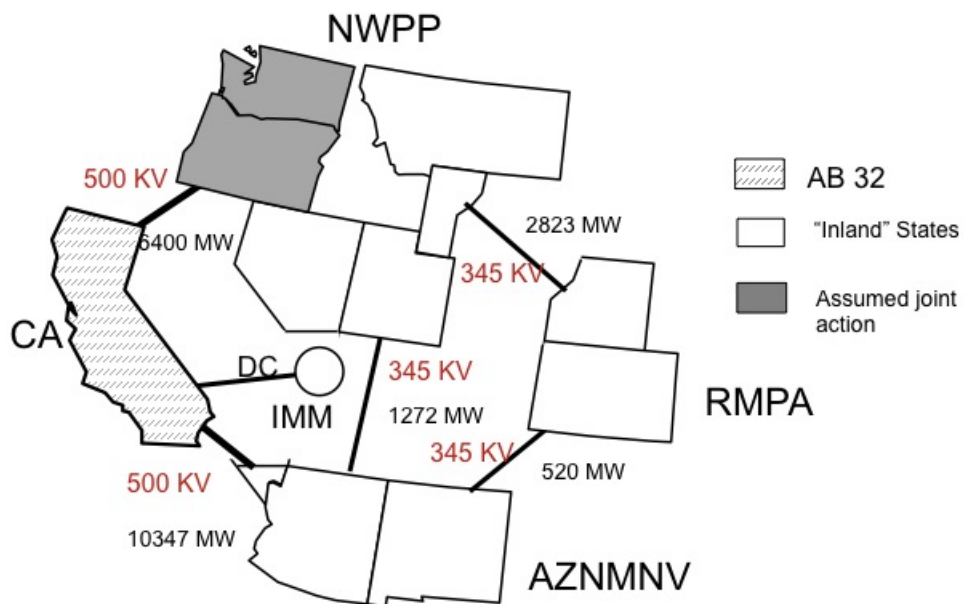 NWPP
500 KV
6400 MW
2823 MW
345 KV
CA
DC
IMM
345 KV
1272 MW
345 KV
520 MW
RMPA
500 KV
10347 MW
AZNMNV
AB 32
“Inland” States
Assumed joint
action